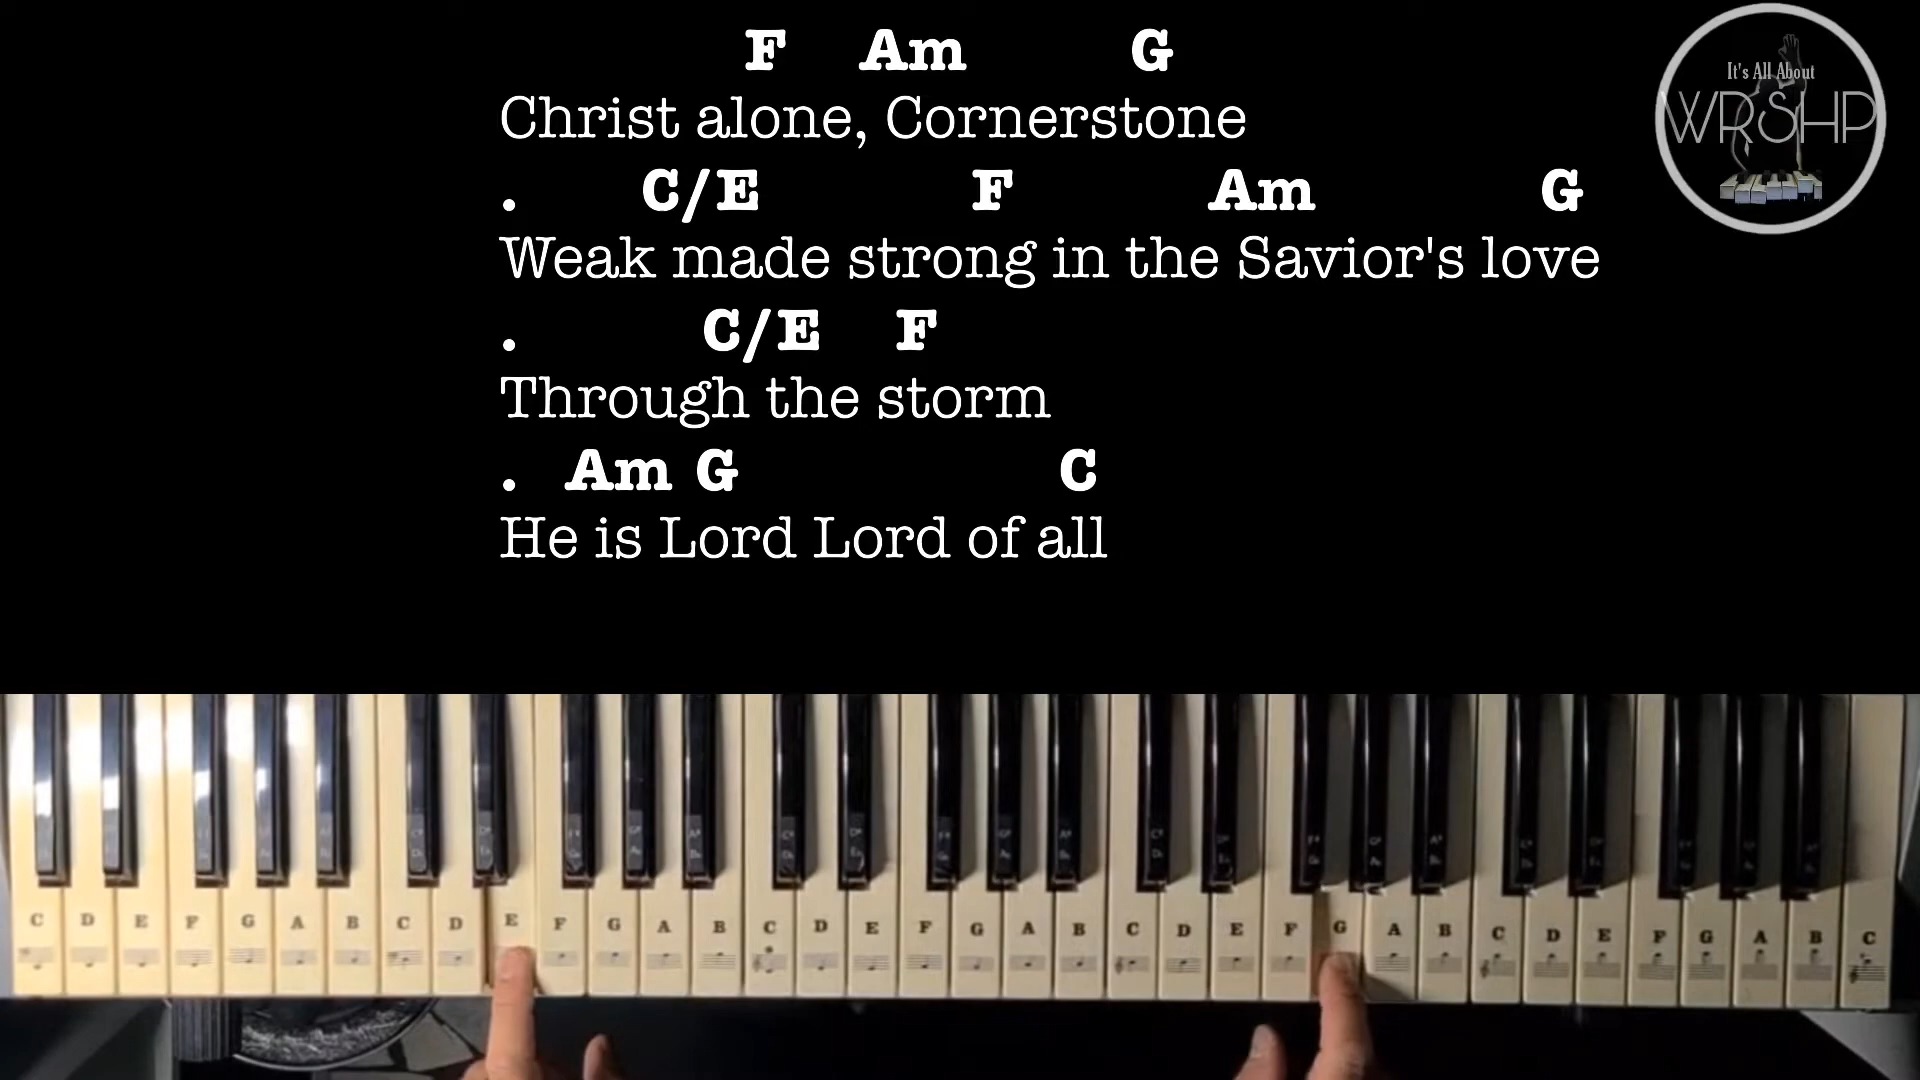 F Am G
Christ alone, Cornerstone
. C/E F Am G
Weak made strong in the Savior's love
. C/E F
Through the storm
. Am G C
He is Lord Lord of all
It's All About
WRSHP
C D E F G A B C D E F G A B C D E F G A B C D E F G A B C D E F G A B C